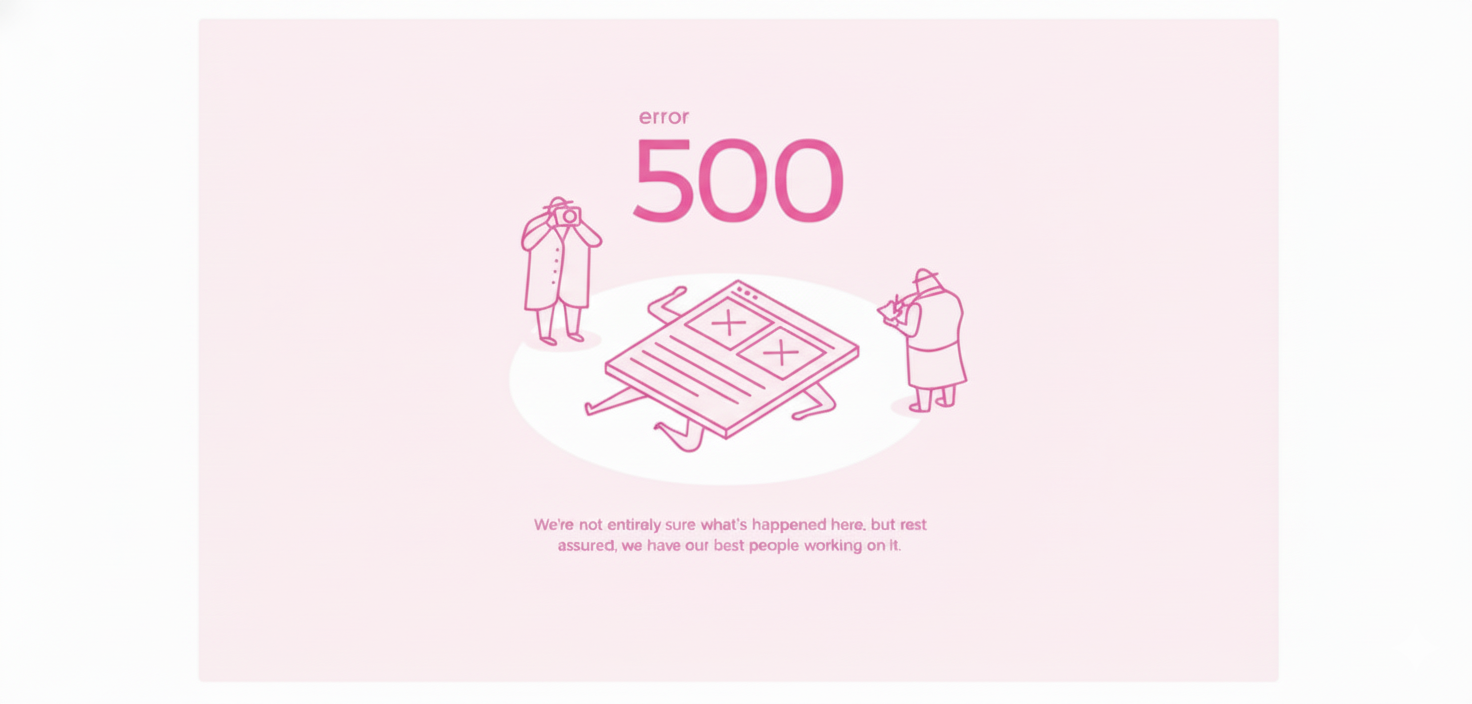 error
500
We're not entiraly sure what's happened here, but rest
assured, we have our best people working on it.